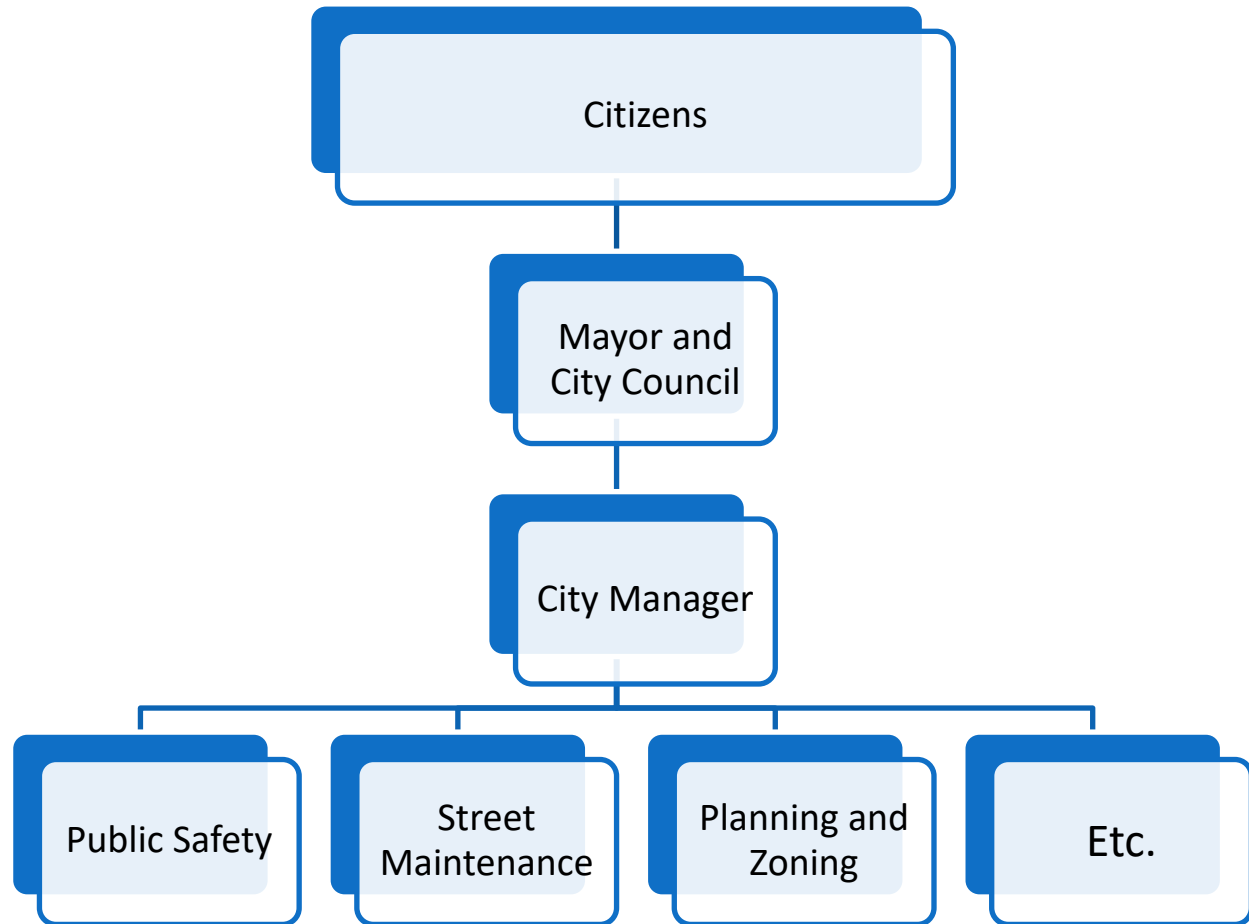 Citizens
Mayor and
City Council
City Manager
Public Safety
Street
Maintenance
Planning and
Zoning
Etc.